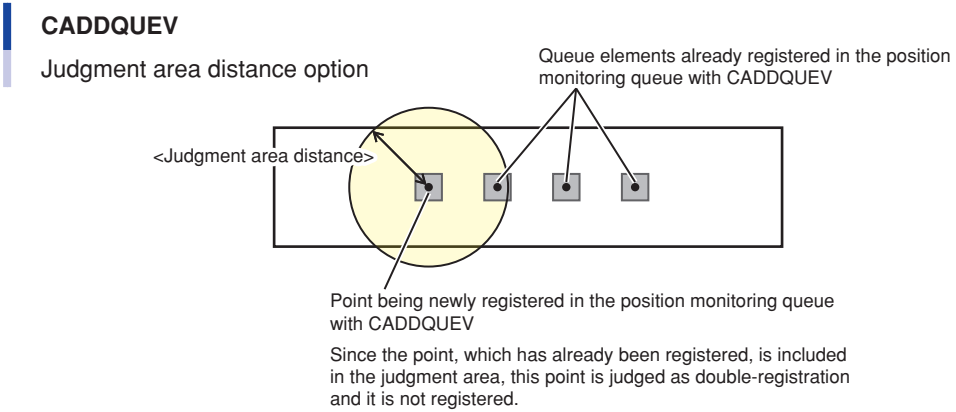 CADDQUEV
Judgment area distance option
Queue elements already registered in the position
monitoring queue with CADDQUEV
<Judgment area distance>
Point being newly registered in the position monitoring queue
with CADDQUEV
Since the point, which has already been registered, is included
in the judgment area, this point is judged as double-registration
and it is not registered.